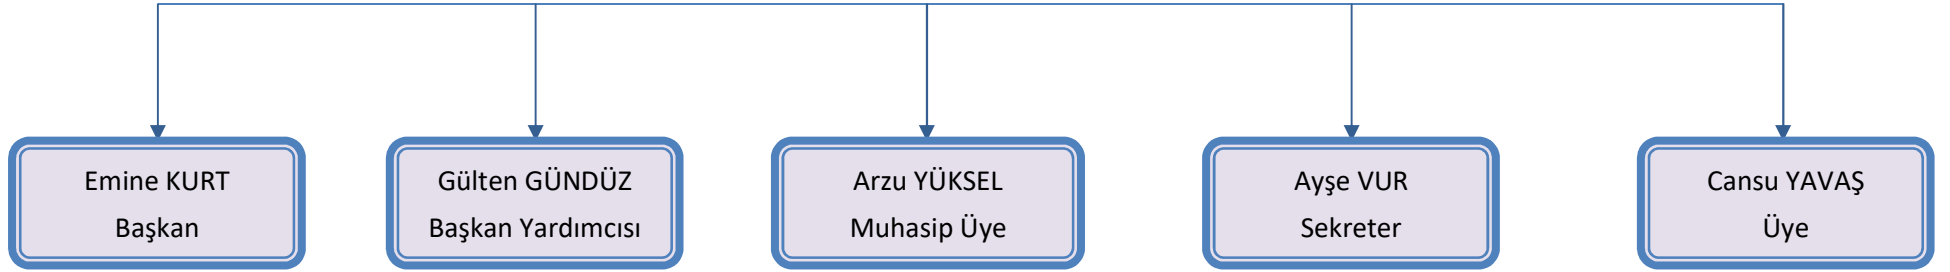 Emine KURT
Başkan
Gülten GÜNDÜZ
Başkan Yardımcısı
Arzu YÜKSEL
Muhasip Üye
Ayşe VUR
Sekreter
Cansu YAVAŞ
Üye